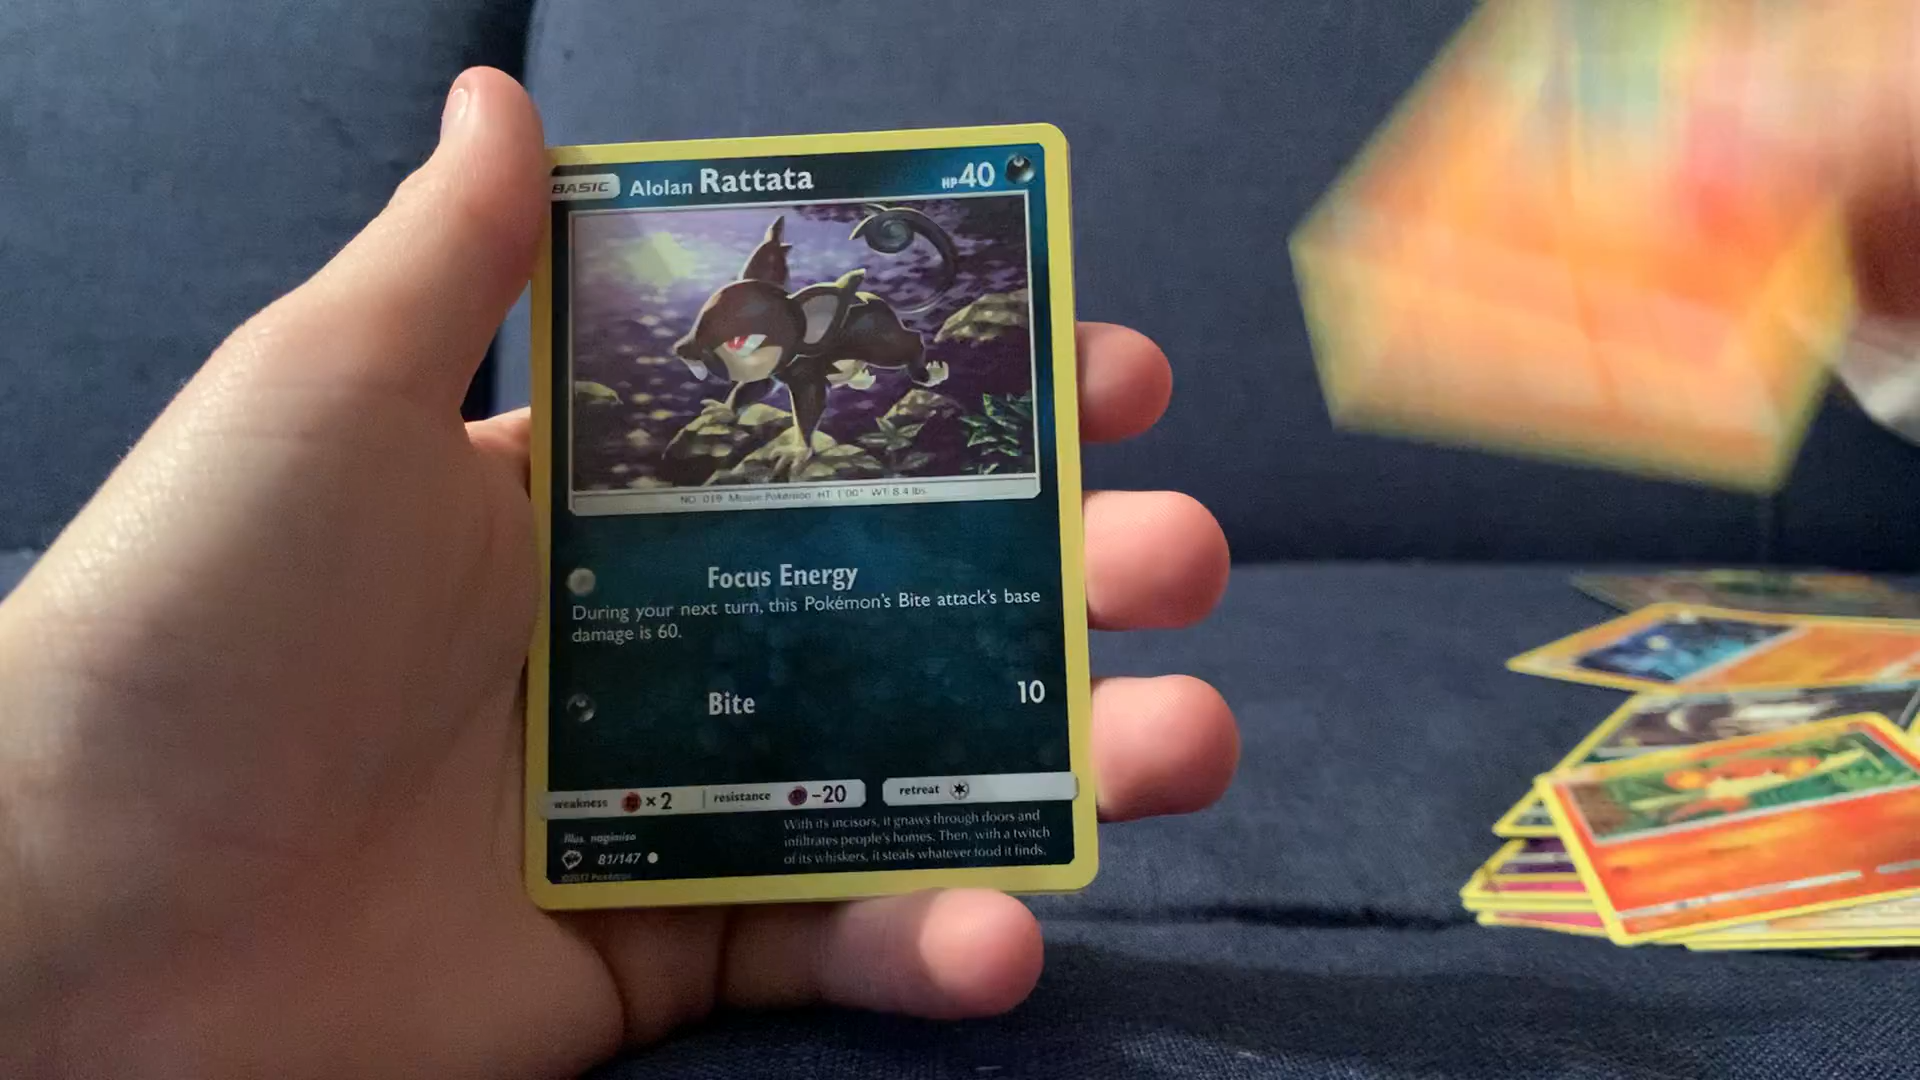 BASIC Alolan Rattata HP 40
NO. 019 Mouse Pokémon HT: 1'00" WT: 8.4 lbs.
Focus Energy
During your next turn, this Pokémon's Bite attack's base
damage is 60.
Bite 10
weakness ×2 resistance -20 retreat
With its incisors, it gnaws through doors and
infiltrates people's homes. Then, with a twitch
of its whiskers, it steals whatever food it finds.
Illus. nagimiso
81/147
©2017 Pokémon